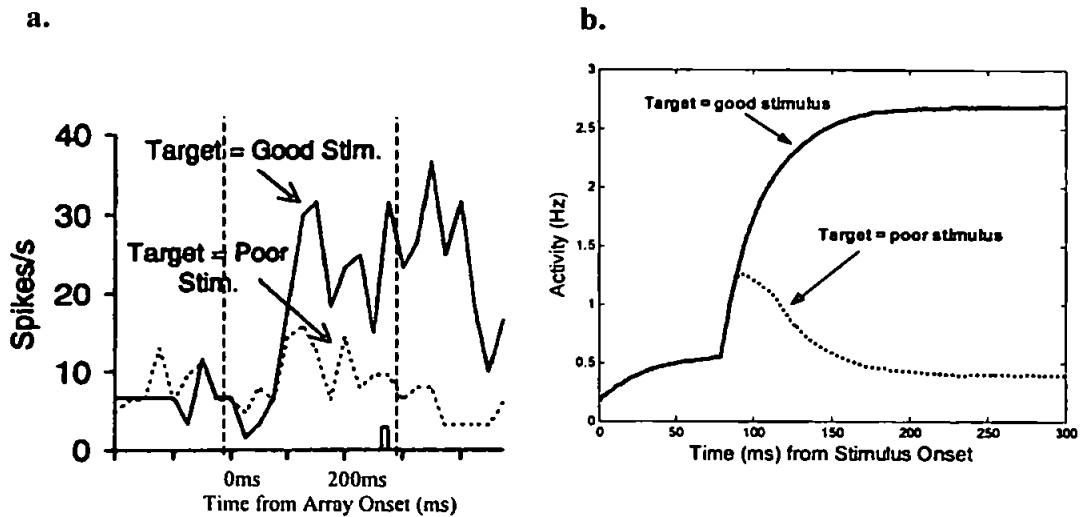 a.
b.
40
30
20
10
0
Spikes/s
Target = Good Stim.
Target = Poor
Stim.
0ms
200ms
Time from Array Onset (ms)
3
2.5
2
1.5
1
0.5
0
Activity (Hz)
Target = good stimulus
Target = poor stimulus
0
50
100
150
200
250
300
Time (ms) from Stimulus Onset